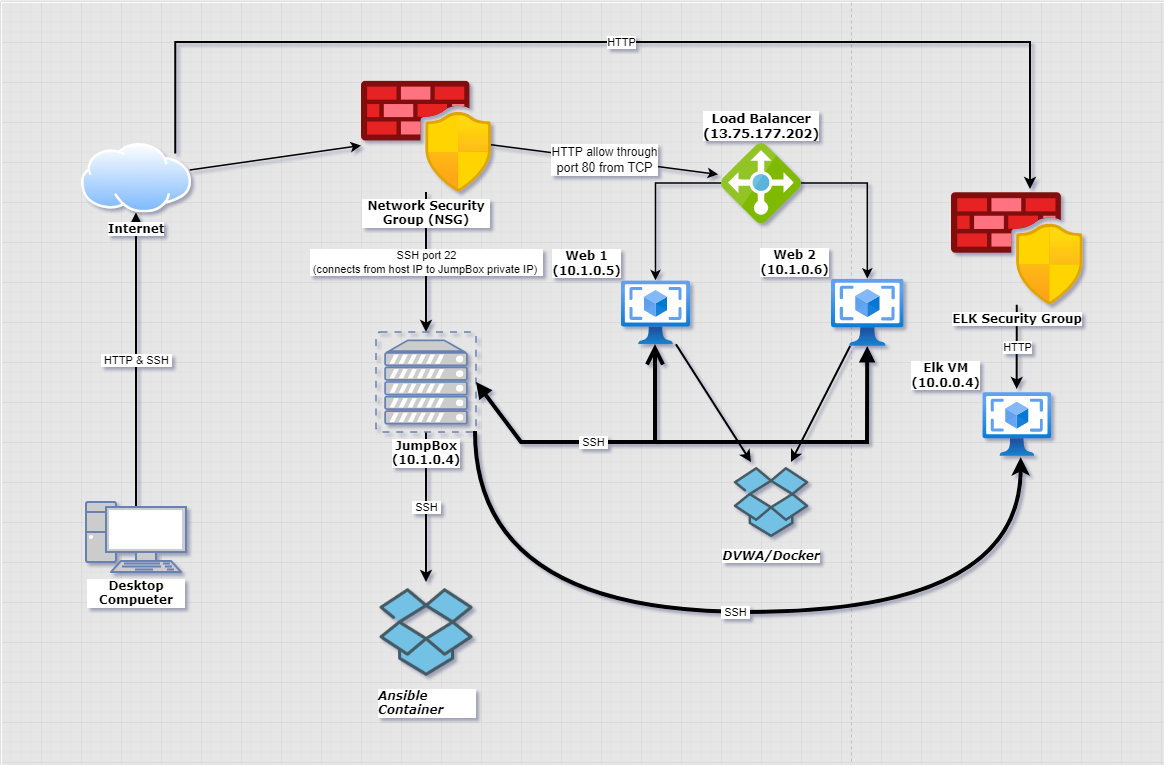 HTTP
Load Balancer
(13.75.177.202)
HTTP allow through
port 80 from TCP
Internet
Network Security
Group (NSG)
SSH port 22
(connects from host IP to JumpBox private IP)
Web 1
(10.1.0.5)
Web 2
(10.1.0.6)
ELK Security Group
HTTP
Elk VM
(10.0.0.4)
HTTP & SSH
JumpBox
(10.1.0.4)
SSH
SSH
DVWA/Docker
Desktop
Compueter
SSH
Ansible
Container